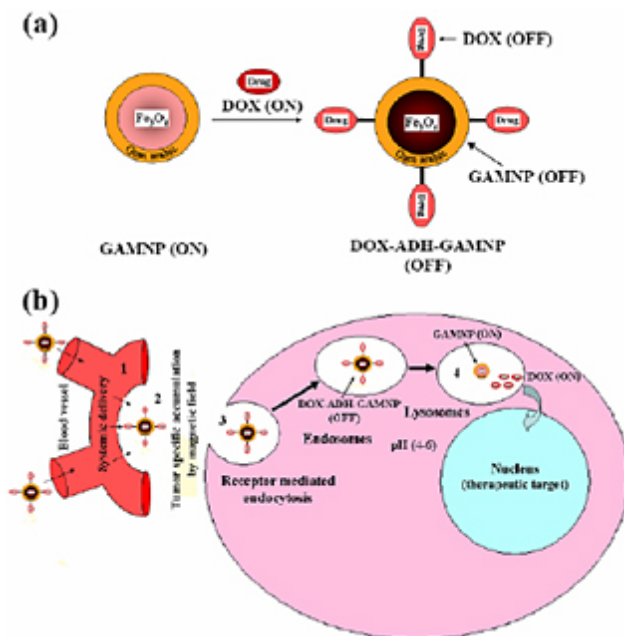 (a)
Drug
DOX (OFF)
Drug
DOX (ON)
Fe3O4
Gum arabic
Drug
Fe3O4
Gum arabic
Drug
GAMNP (OFF)
Drug
GAMNP (ON)
DOX-ADH-GAMNP
(OFF)
(b)
1
2
Blood vessel
Systemic delivery
Tumor specific accumulation
by magnetic field
3
Receptor mediated
endocytosis
DOX-ADH-GAMNP
(OFF)
Endosomes
GAMNP(ON)
4
DOX (ON)
Lysosomes
pH (4-6)
Nucleus
(therapeutic target)